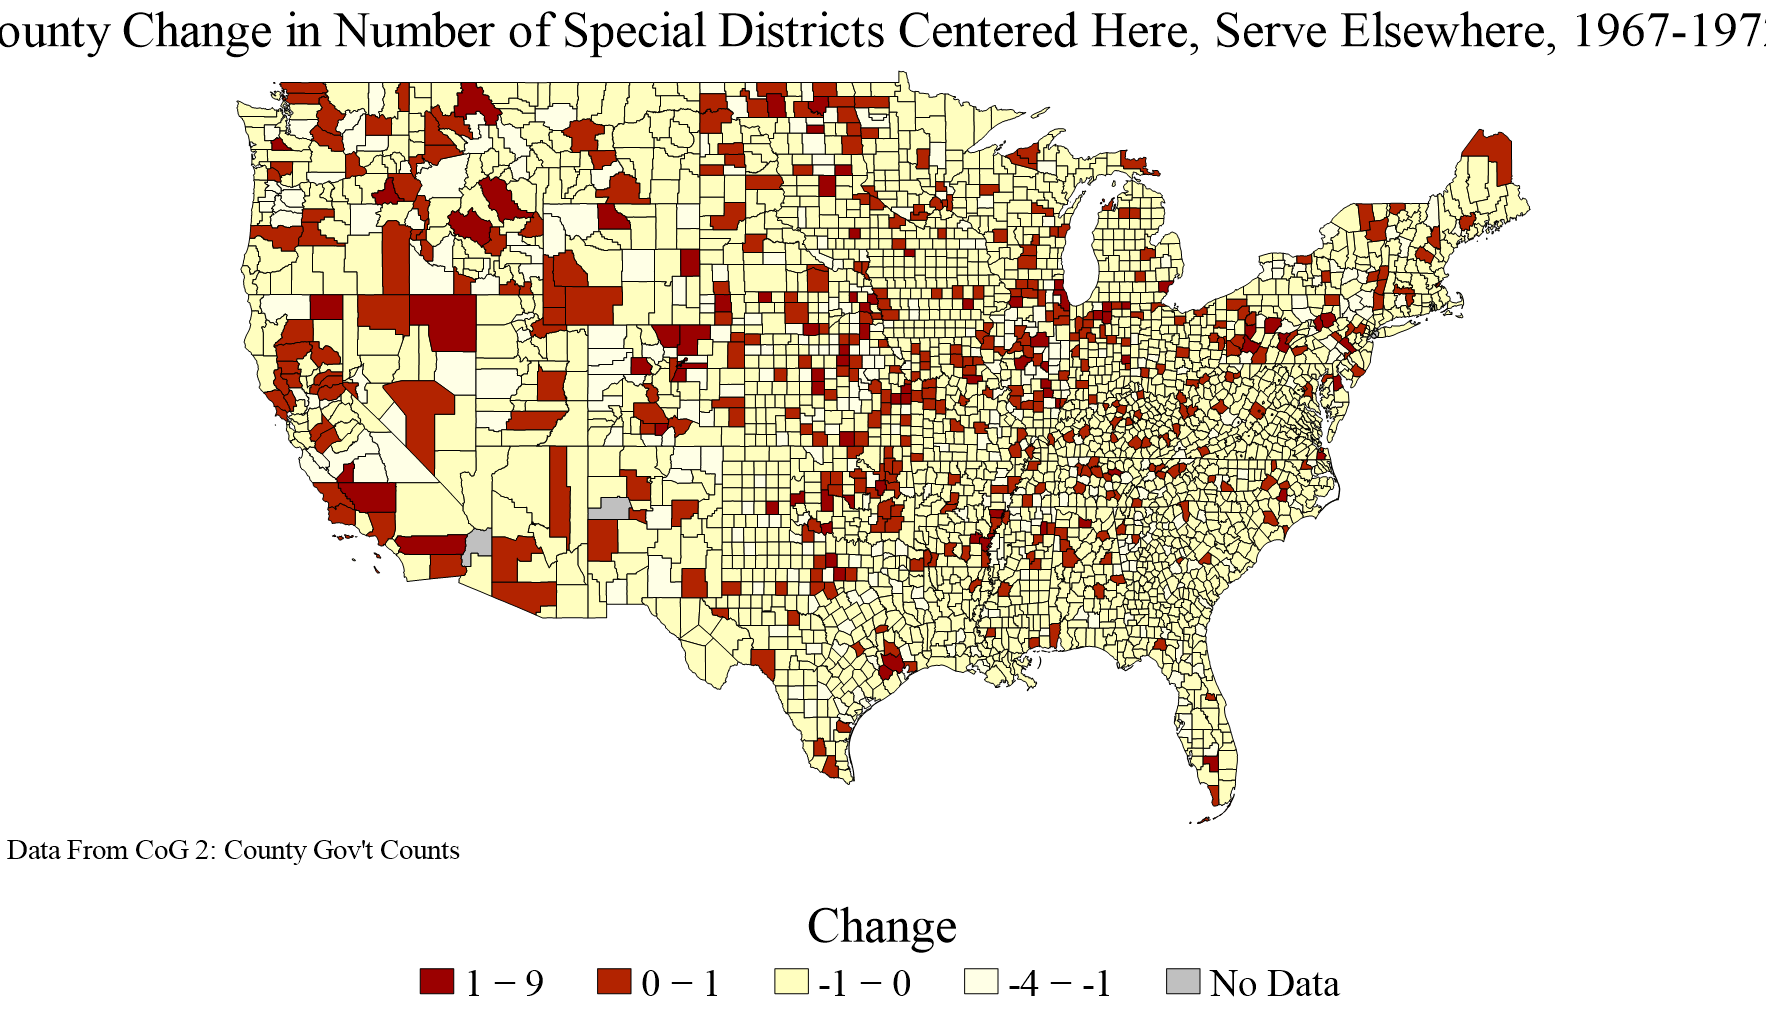 ounty Change in Number of Special Districts Centered Here, Serve Elsewhere, 1967-197
Data From CoG 2: County Gov't Counts
Change
1 – 9
0 – 1
-1 – 0
-4 – -1
No Data